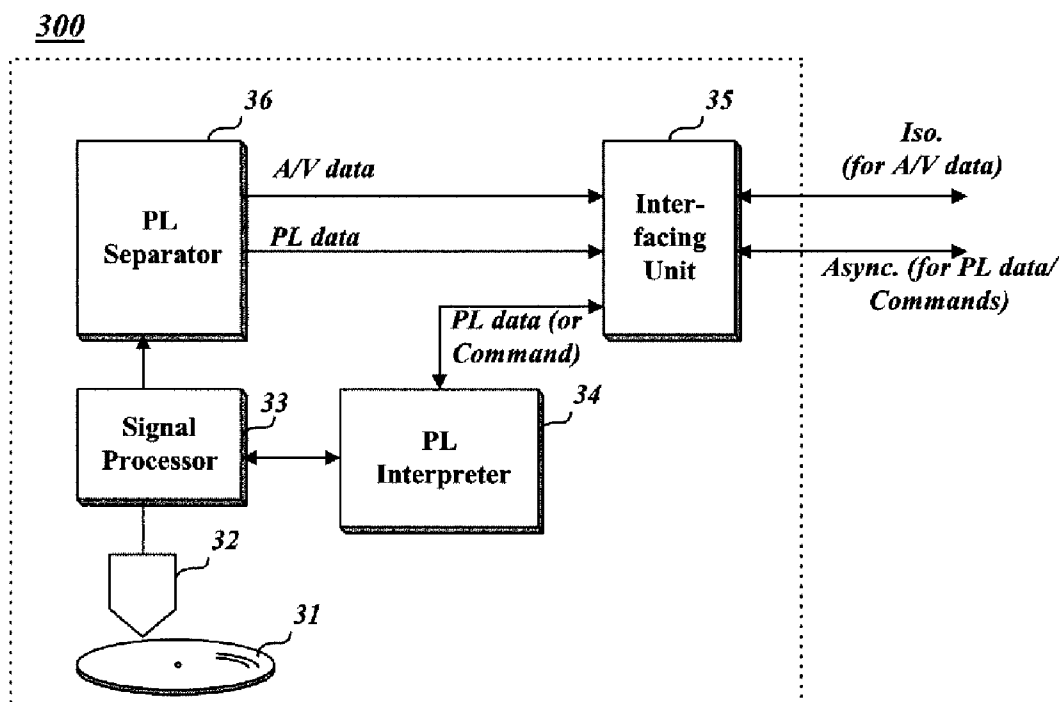 300
36
35
A/V data
Iso.
(for A/V data)
PL
Separator
PL data
Inter-
facing
Unit
Async. (for PL data/
Commands)
PL data (or
Command)
33
34
Signal
Processor
PL
Interpreter
32
31